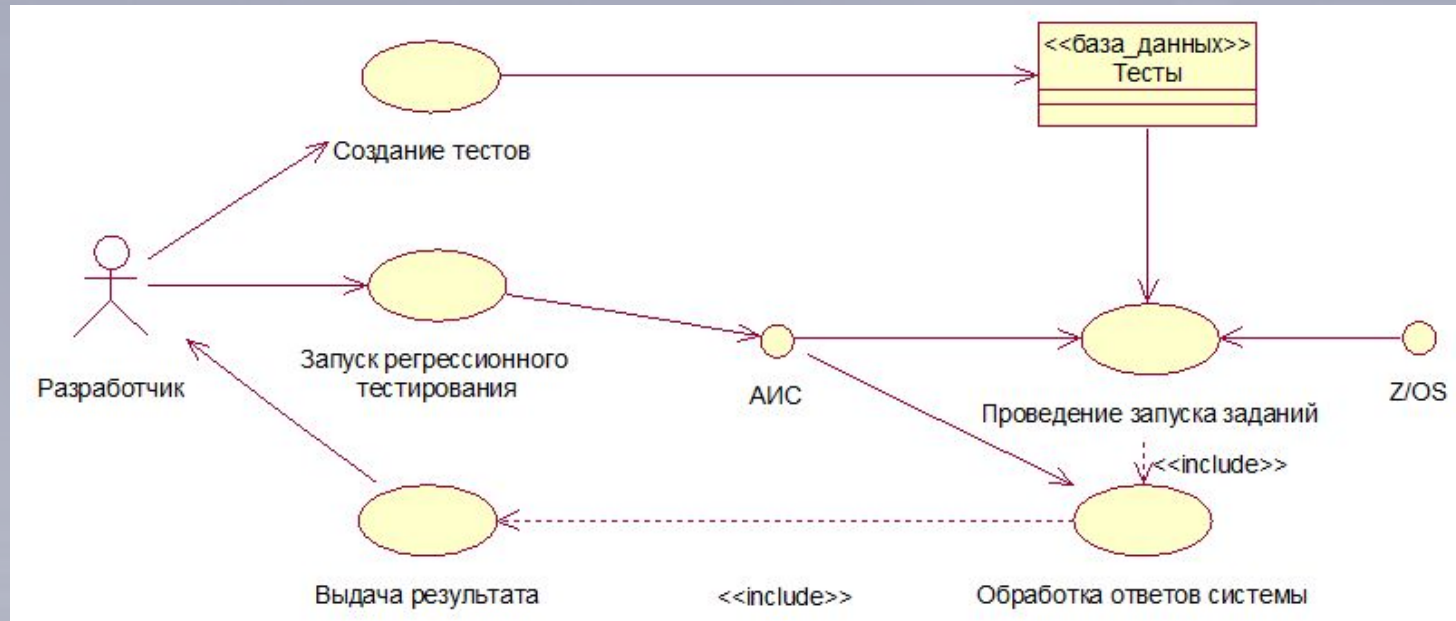 <<база_данных>>
Тесты
Создание тестов
Разработчик
Запуск регрессионного
тестирования
АИС
Проведение запуска заданий
Z/OS
<<include>>
Выдача результата
<<include>>
Обработка ответов системы